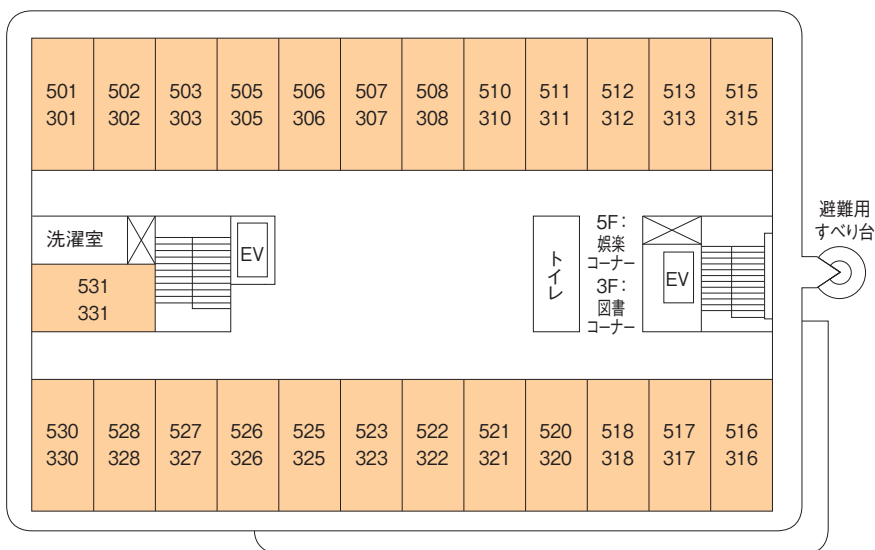 501 502 503 505 506 507 508 510 511 512 513 515
301 302 303 305 306 307 308 310 311 312 313 315
洗濯室
EV
531
331
トイレ
5F：
娯楽
コーナー
3F：
図書
コーナー
EV
避難用
すべり台
530 528 527 526 525 523 522 521 520 518 517 516
330 328 327 326 325 323 322 321 320 318 317 316